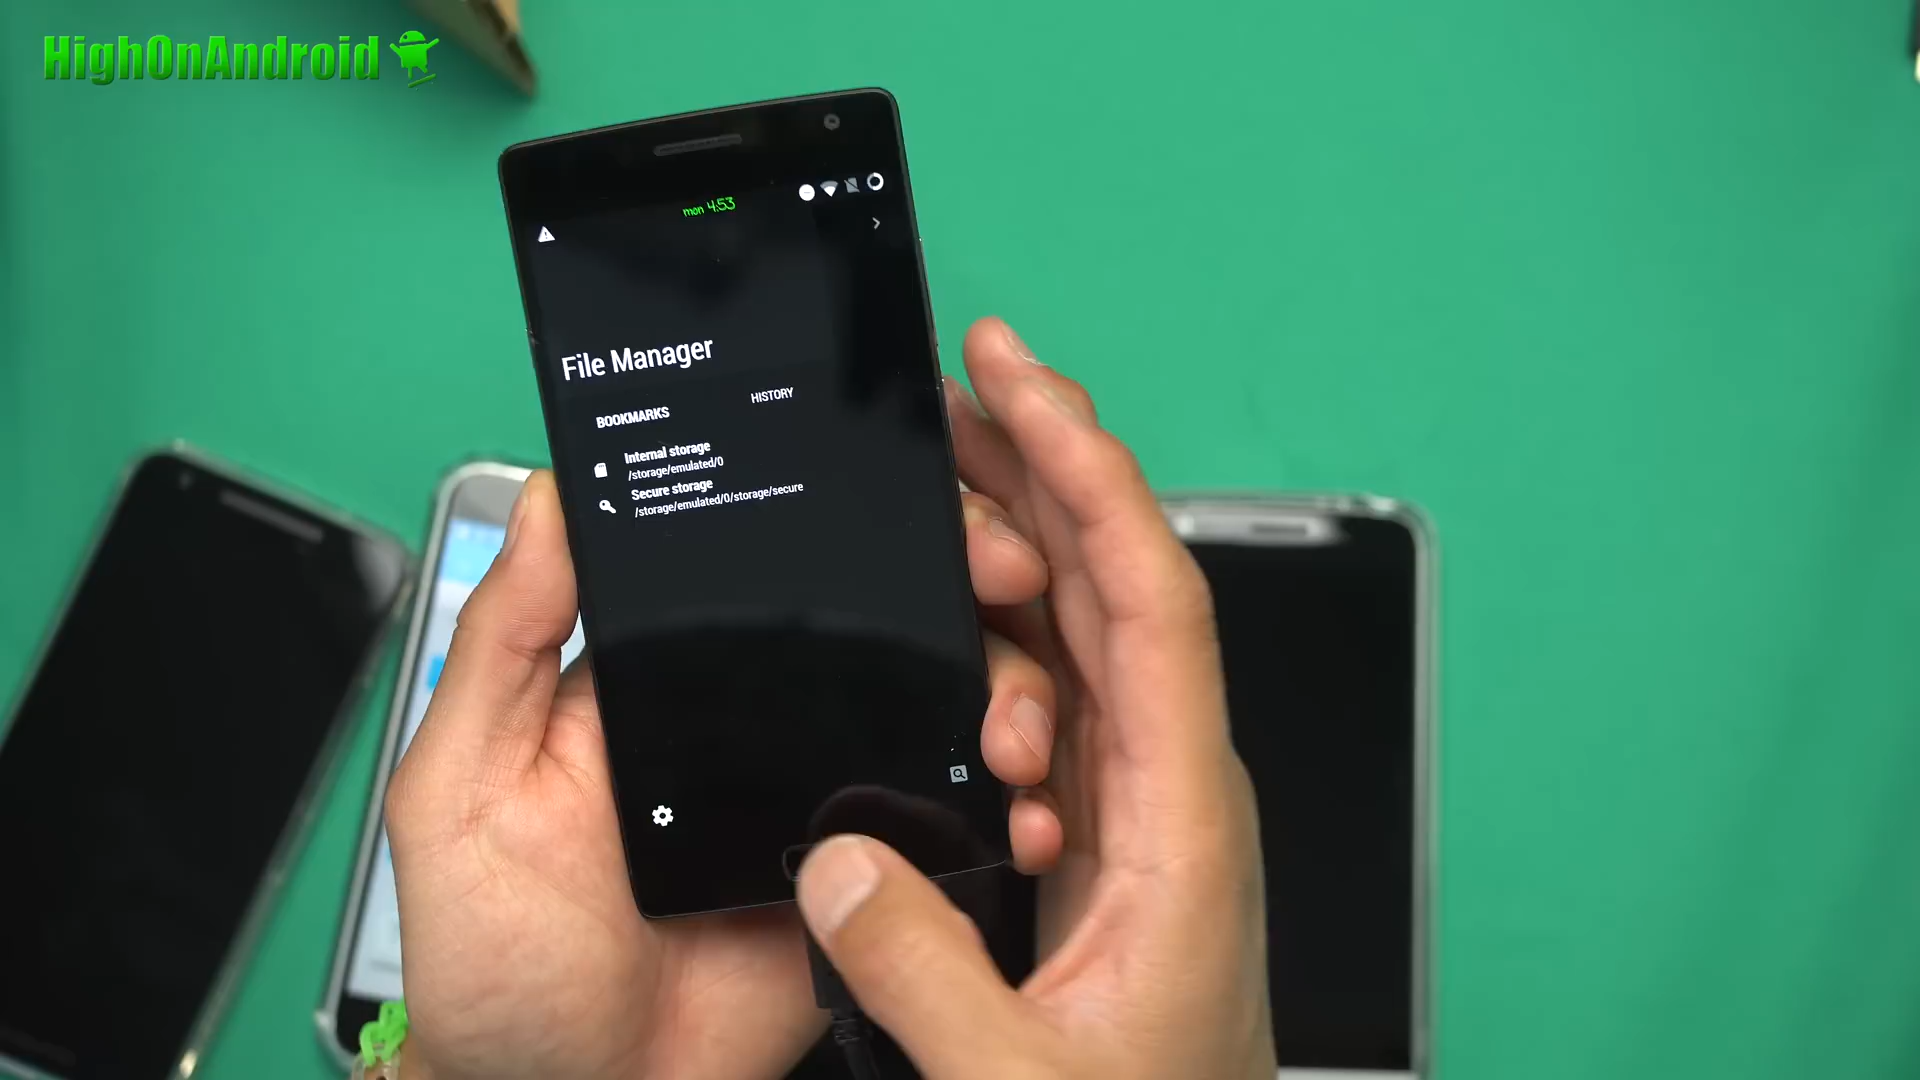 HighOnAndroid
mon 4:53
File Manager
BOOKMARKS
HISTORY
Internal storage
/storage/emulated/0
Secure storage
/storage/emulated/0/storage/secure